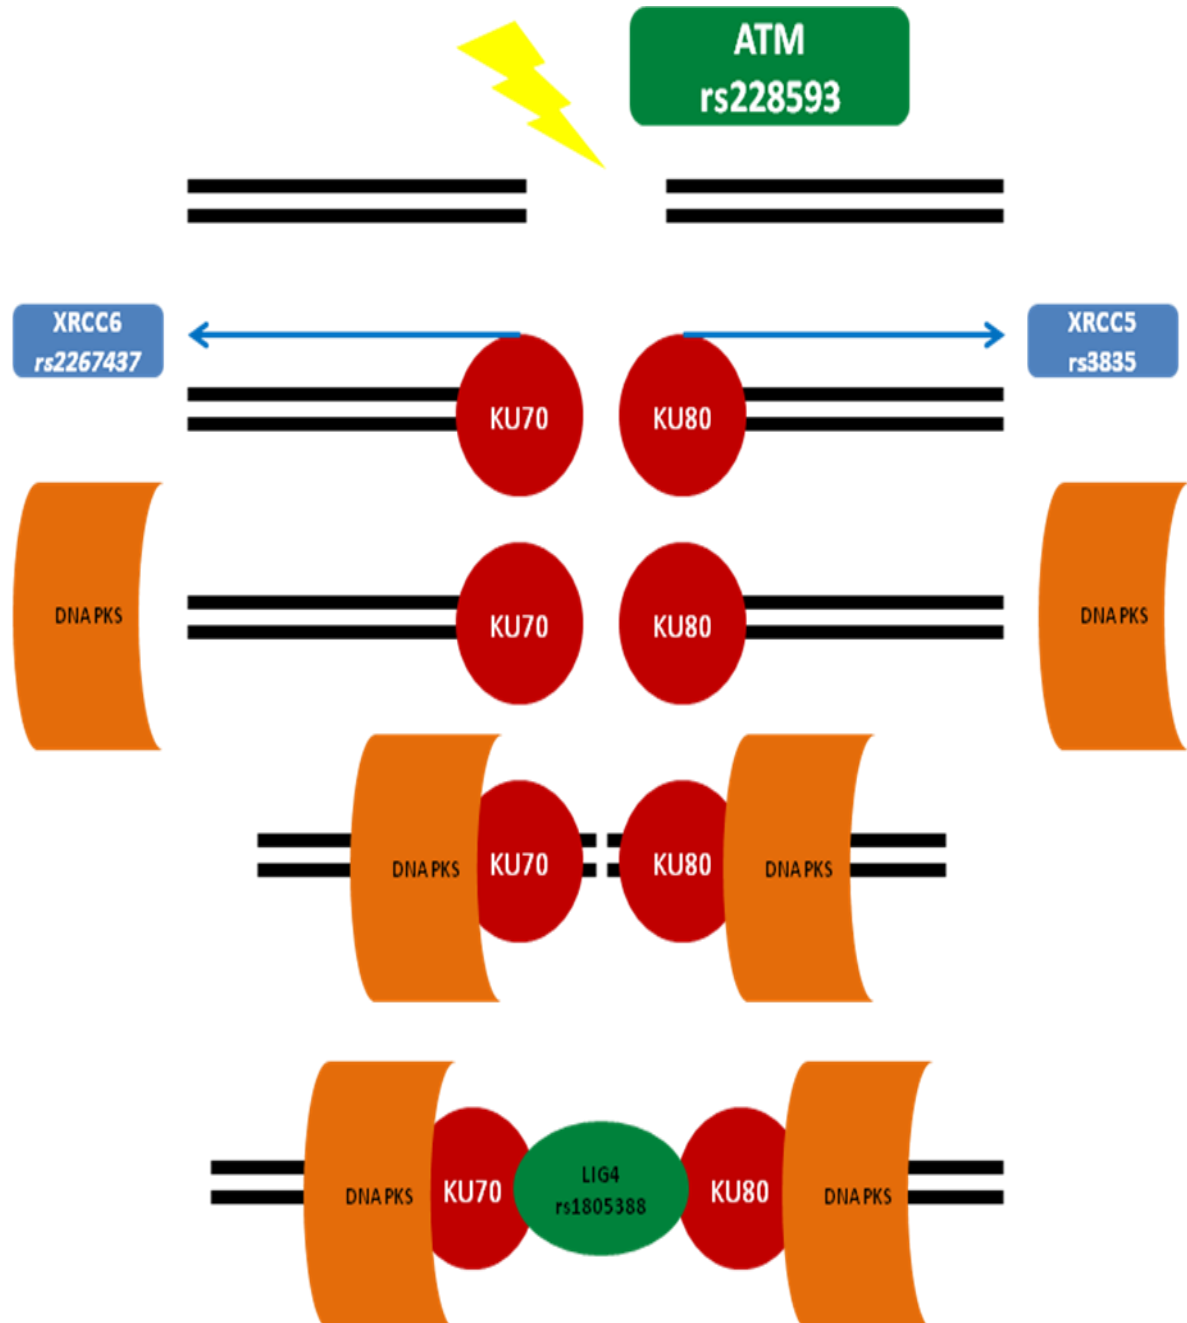 ATM
rs228593
XRCC6
rs2267437
XRCC5
rs3835
KU70
KU80
DNA PKS
KU70
KU80
DNA PKS
DNA PKS
KU70
KU80
DNA PKS
DNA PKS
KU70
LIG4
rs1805388
KU80
DNA PKS